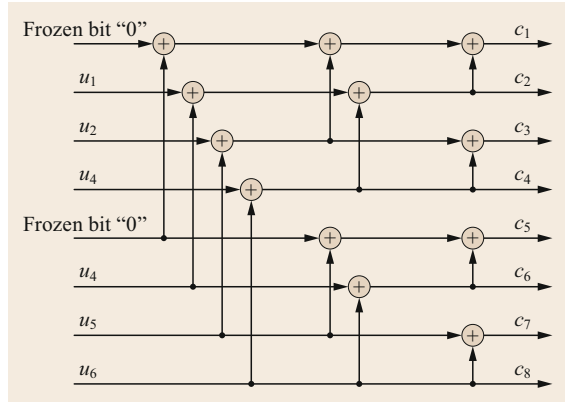 Frozen bit “0” c1
u1 c2
u2 c3
u4 c4
Frozen bit “0” c5
u4 c6
u5 c7
u6 c8